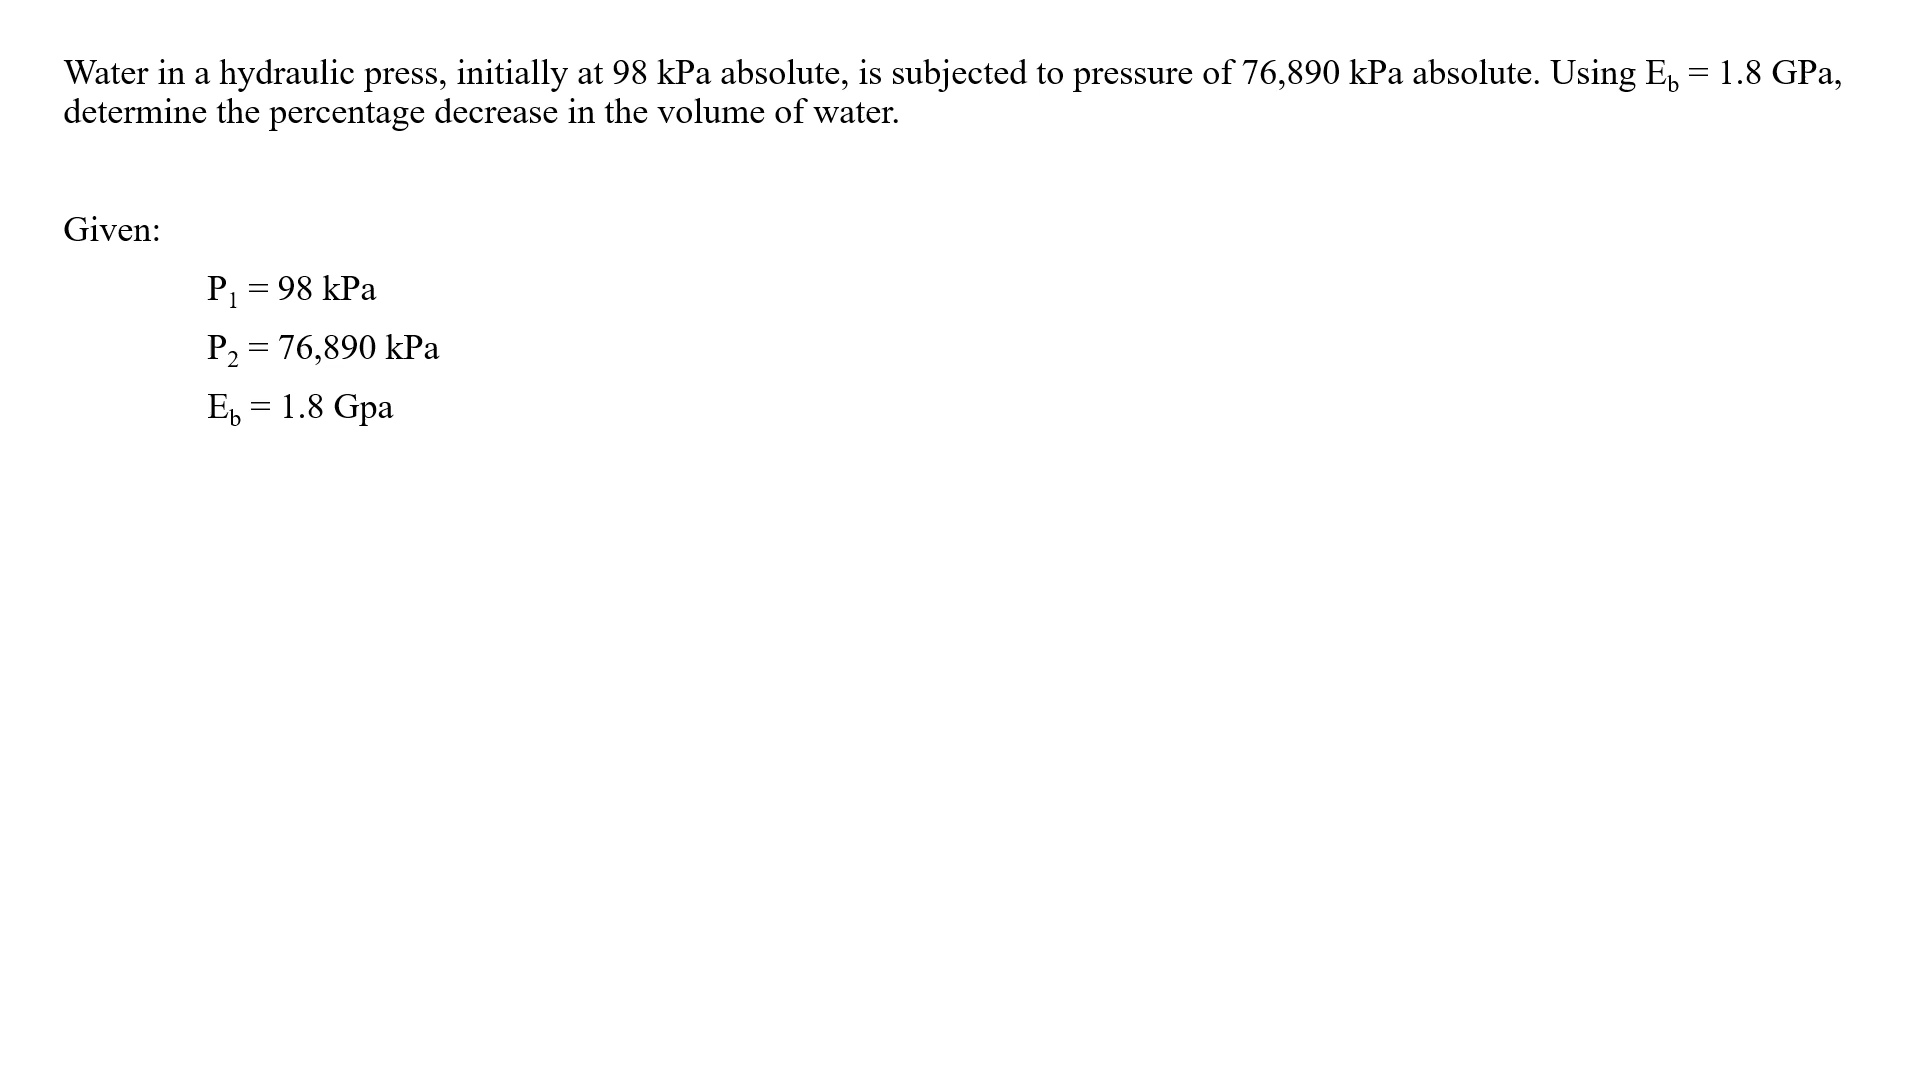 Water in a hydraulic press, initially at 98 kPa absolute, is subjected to pressure of 76,890 kPa absolute. Using E_b = 1.8 GPa,
determine the percentage decrease in the volume of water.
Given:
P₁ = 98 kPa
P₂ = 76,890 kPa
E_b = 1.8 Gpa